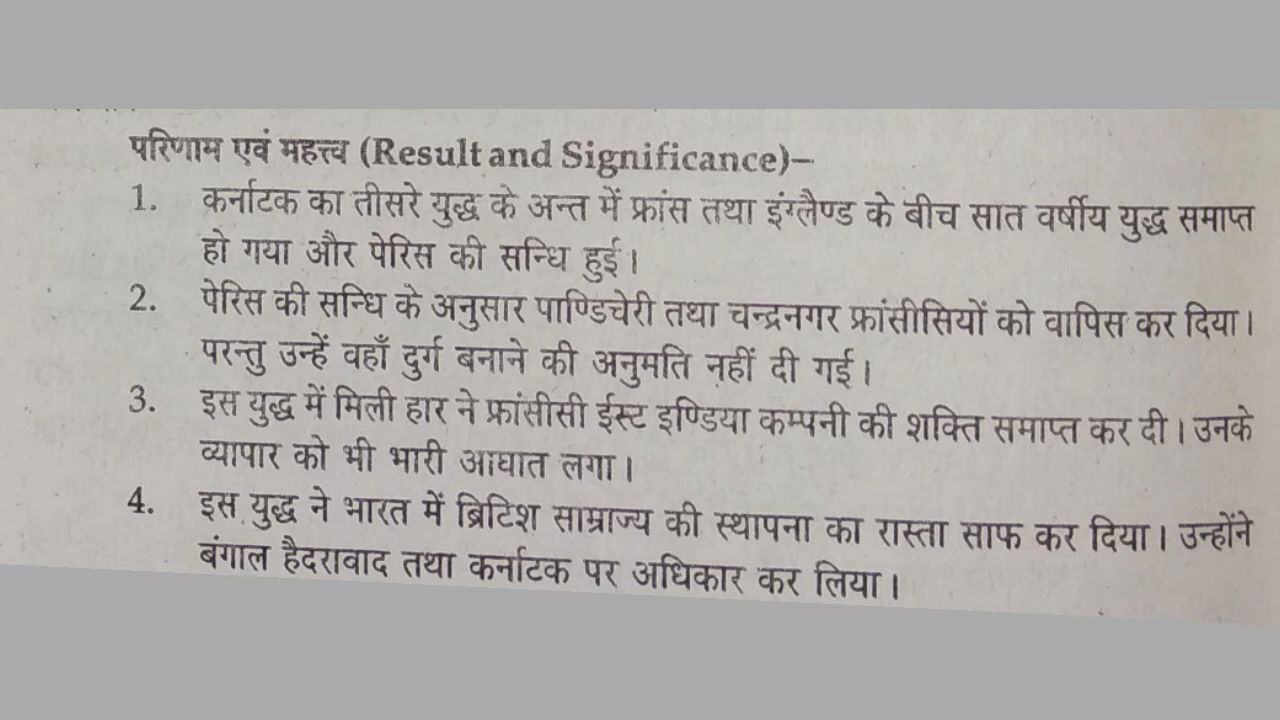 परिणाम एवं महत्त्व (Result and Significance)–
1. कर्नाटक का तीसरे युद्ध के अन्त में फ्रांस तथा इंग्लैण्ड के बीच सात वर्षीय युद्ध समाप्त
हो गया और पेरिस की सन्धि हुई।
2. पेरिस की सन्धि के अनुसार पाण्डिचेरी तथा चन्द्रनगर फ्रांसीसियों को वापिस कर दिया।
परन्तु उन्हें वहाँ दुर्ग बनाने की अनुमति नहीं दी गई।
3. इस युद्ध में मिली हार ने फ्रांसीसी ईस्ट इण्डिया कम्पनी की शक्ति समाप्त कर दी। उनके
व्यापार को भी भारी आघात लगा।
4. इस युद्ध ने भारत में ब्रिटिश साम्राज्य की स्थापना का रास्ता साफ कर दिया। उन्होंने
बंगाल हैदरावाद तथा कर्नाटक पर अधिकार कर लिया।